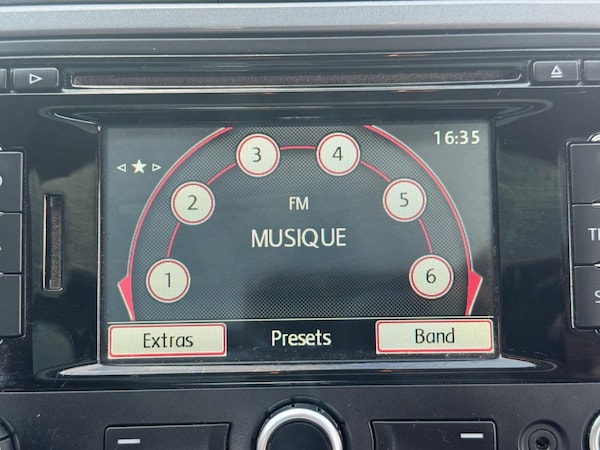 16:35
3 4
2 5
FM
MUSIQUE
1 6
Extras Presets Band